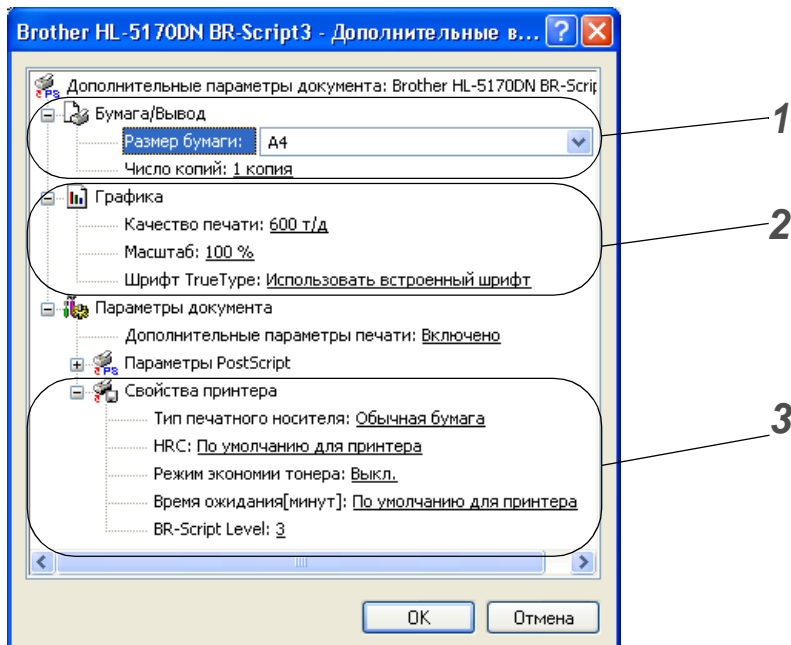 Brother HL-5170DN BR-Script3 - Дополнительные в...
Дополнительные параметры документа: Brother HL-5170DN BR-Scrip
Бумага/Вывод
Размер бумаги: A4
Число копий: 1 копия
1
Графика
Качество печати: 600 т/д
Масштаб: 100 %
Шрифт TrueType: Использовать встроенный шрифт
2
Параметры документа
Дополнительные параметры печати: Включено
Параметры PostScript
Свойства принтера
Тип печатного носителя: Обычная бумага
HRC: По умолчанию для принтера
Режим экономии тонера: Выкл.
Время ожидания[минут]: По умолчанию для принтера
BR-Script Level: 3
3
OK
Отмена